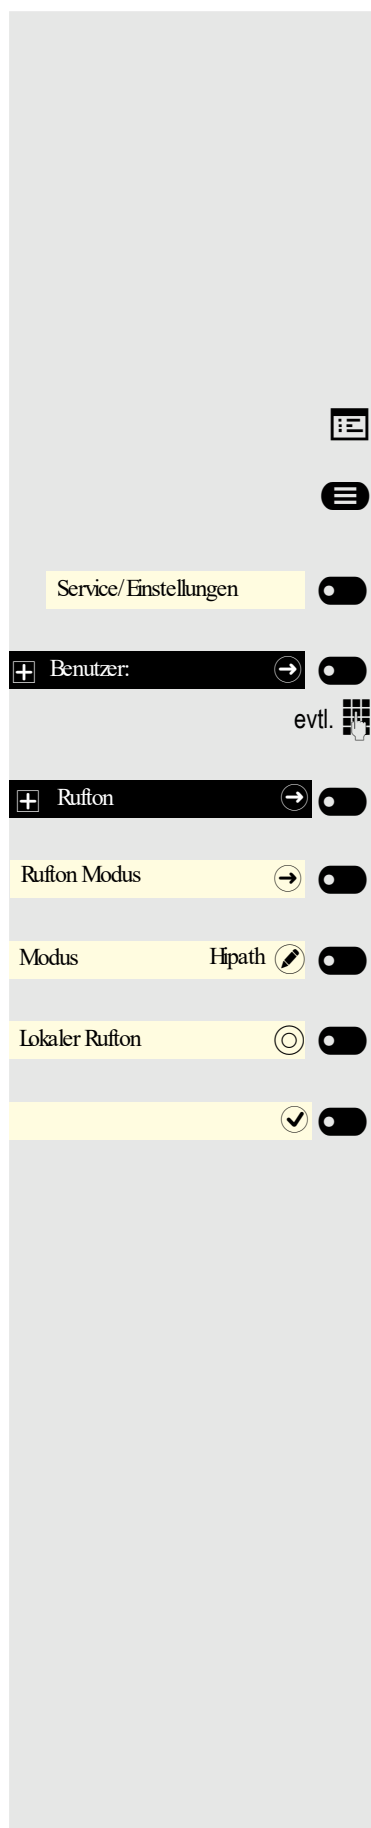 Service/Einstellungen
Benutzer:
evtl.
Rufton
Rufton Modus
Modus Hipath
Lokaler Rufton